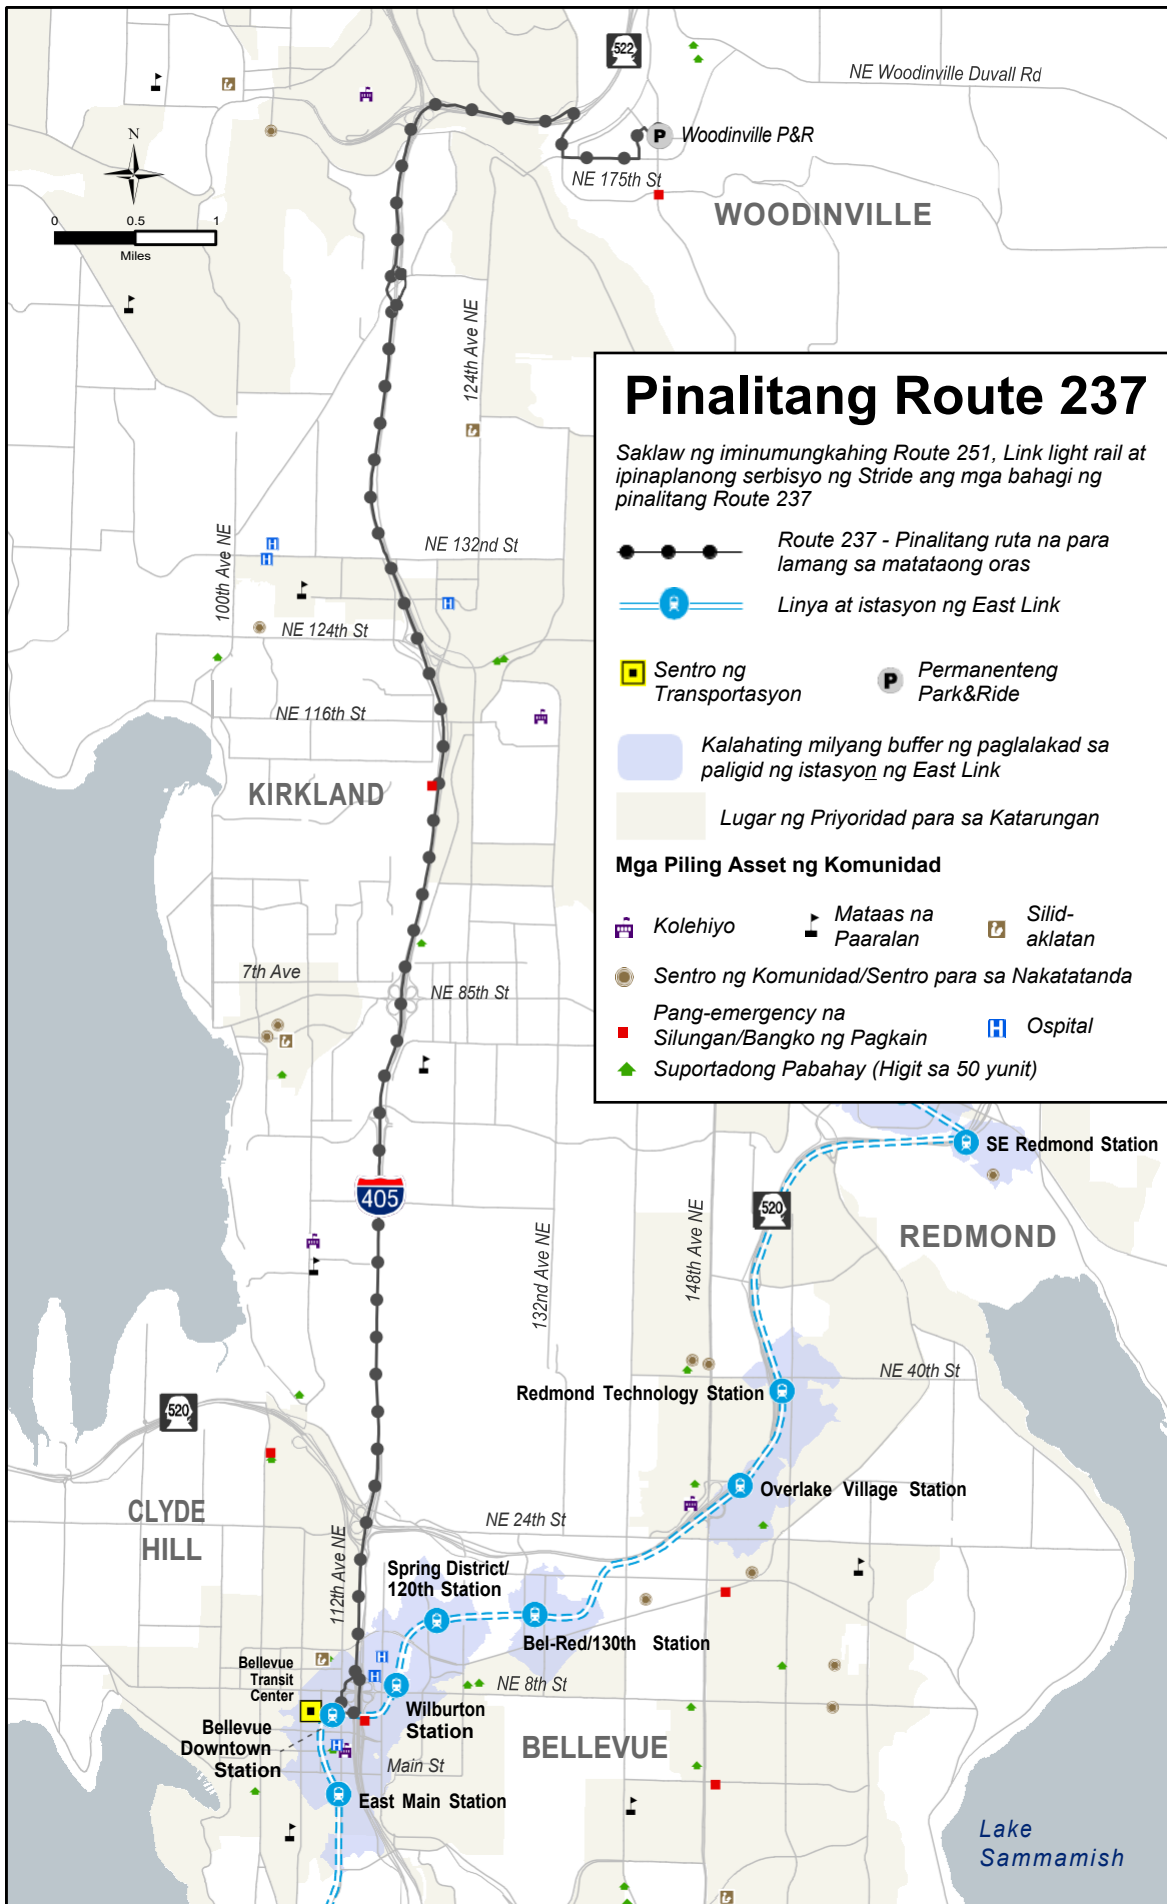 522
NE Woodinville Duvall Rd
N
Woodinville P&R
NE 175th St
WOODINVILLE
0 0.5 1
Miles
124th Ave NE
Pinalitang Route 237
Saklaw ng iminumungkahing Route 251, Link light rail at
ipinaplanong serbisyo ng Stride ang mga bahagi ng
pinalitang Route 237
Route 237 - Pinalitang ruta na para
lamang sa matataong oras
Linya at istasyon ng East Link
Sentro ng
Transportasyon
Permanenteng
Park&Ride
Kalahating milyang buffer ng paglalakad sa
paligid ng istasyon ng East Link
Lugar ng Priyoridad para sa Katarungan
Mga Piling Asset ng Komunidad
Kolehiyo
Mataas na
Paaralan
Silid-
aklatan
Sentro ng Komunidad/Sentro para sa Nakatatanda
Pang-emergency na
Silungan/Bangko ng Pagkain
Ospital
Suportadong Pabahay (Higit sa 50 yunit)
100th Ave NE
NE 132nd St
NE 124th St
NE 116th St
KIRKLAND
7th Ave
NE 85th St
405
SE Redmond Station
520
REDMOND
148th Ave NE
132nd Ave NE
NE 40th St
Redmond Technology Station
520
Overlake Village Station
CLYDE
HILL
NE 24th St
112th Ave NE
Spring District/
120th Station
Bel-Red/130th Station
Bellevue
Transit
Center
NE 8th St
Wilburton
Station
Bellevue
Downtown
Station
BELLEVUE
Main St
East Main Station
Lake
Sammamish